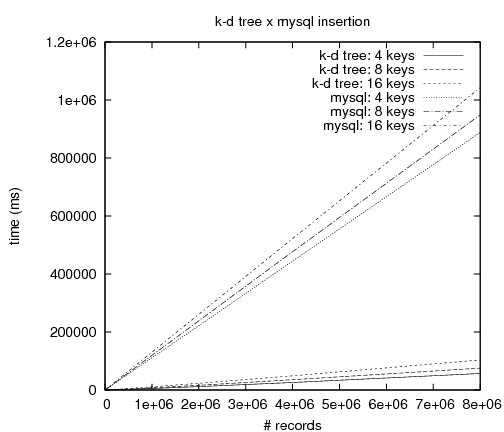 k-d tree x mysql insertion
1.2e+06
1e+06
800000
600000
400000
200000
0
time (ms)
k-d tree: 4 keys
k-d tree: 8 keys
k-d tree: 16 keys
mysql: 4 keys
mysql: 8 keys
mysql: 16 keys
0 1e+06 2e+06 3e+06 4e+06 5e+06 6e+06 7e+06 8e+06
# records